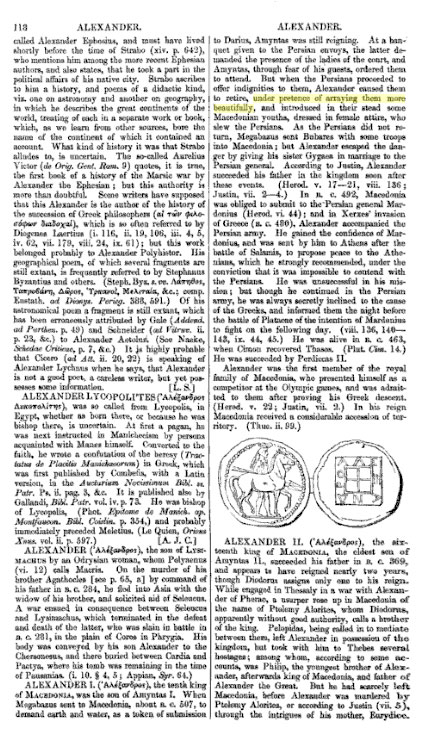 118 ALEXANDER. ALEXANDER.
called Alexander Ephesius, and must have lived
shortly before the time of Strabo (xiv. p. 642),
who mentions him among the more recent Ephesian
authors, and also states, that he took a part in the
political affairs of his native city. Strabo ascribes
to him a history, and poems of a didactic kind,
viz. one on astronomy and another on geography,
in which he describes the great continents of the
world, treating of each in a separate work or book,
which, as we learn from other sources, bore the
name of the continent of which it contained an
account. What kind of history it was that Strabo
alludes to, is uncertain. The so-called Aurelius
Victor (de Orig. Gent. Rom. 9) quotes, it is true,
the first book of a history of the Marsic war by
Alexander the Ephesian ; but this authority is
more than doubtful. Some writers have supposed
that this Alexander is the author of the history of
the succession of Greek philosophers (αἱ τῶν φιλο-
σόφων διαδοχαί), which is so often referred to by
Diogenes Laertius (i. 116, ii. 19, 106, iii. 4, 5,
iv. 62, vii. 179, viii. 24, ix. 61); but this work
belonged probably to Alexander Polyhistor. His
geographical poem, of which several fragments are
still extant, is frequently referred to by Stephanus
Byzantius and others. (Steph. Byz. s. vv. Λάπηθος,
Ταπροβάνη, Δῶρος, Ὑρκανοί, Μελιταία, &c.; comp.
Eustath. ad Dionys. Perieg. 388, 591.) Of his
astronomical poem a fragment is still extant, which
has been erroneously attributed by Gale (Addend.
ad Parthen. p. 49) and Schneider (ad Vitruv. ii.
p. 23, &c.) to Alexander Aetolus. (See Naeke,
Schedae Criticae, p. 7, &c.) It is highly probable
that Cicero (ad Att. ii. 20, 22) is speaking of
Alexander Lychnus when he says, that Alexander
is not a good poet, a careless writer, but yet pos-
sesses some information. [L. S.]
ALEXANDER LYCOPOLITES (Ἀλέξανδρος
Λυκοπολίτης), was so called from Lycopolis, in
Egypt, whether as born there, or because he was
bishop there, is uncertain. At first a pagan, he
was next instructed in Manicheeism by persons
acquainted with Manes himself. Converted to the
faith, he wrote a confutation of the heresy (Trac-
tatus de Placitis Manichaeorum) in Greek, which
was first published by Combefis, with a Latin
version, in the Auctarium Novissimum Bibl. ss.
Patr. Ps. ii. pag. 3, &c. It is published also by
Gallandi, Bibl. Patr. vol. iv. p. 73. He was bishop
of Lycopolis, (Phot. Epitome de Manich. ap.
Montfaucon. Bibl. Coislin. p. 354,) and probably
immediately preceded Meletius. (Le Quien, Oriens
Xnus. vol. ii. p. 597.) [A. J. C.]
ALEXANDER (Ἀλέξανδρος), the son of LYSI-
MACHUS by an Odrysian woman, whom Polyaenus
(vi. 12) calls Macris. On the murder of his
brother Agathocles [see p. 65, a] by command of
his father in B. C. 284, he fled into Asia with the
widow of his brother, and solicited aid of Seleucus.
A war ensued in consequence between Seleucus
and Lysimachus, which terminated in the defeat
and death of the latter, who was slain in battle in
B. C. 281, in the plain of Coros in Phrygia. His
body was conveyed by his son Alexander to the
Chersonesus, and there buried between Cardia and
Pactya, where his tomb was remaining in the time
of Pausanias. (i. 10. § 4, 5 ; Appian, Syr. 64.)
ALEXANDER I. (Ἀλέξανδρος), the tenth king
of MACEDONIA, was the son of Amyntas I. When
Megabazus sent to Macedonia, about B. C. 507, to
demand earth and water, as a token of submission
to Darius, Amyntas was still reigning. At a ban-
quet given to the Persian envoys, the latter de-
manded the presence of the ladies of the court, and
Amyntas, through fear of his guests, ordered them
to attend. But when the Persians proceeded to
offer indignities to them, Alexander caused them
to retire, under pretence of arraying them more
beautifully, and introduced in their stead some
Macedonian youths, dressed in female attire, who
slew the Persians. As the Persians did not re-
turn, Megabazus sent Bubares with some troops
into Macedonia ; but Alexander escaped the dan-
ger by giving his sister Gygaea in marriage to the
Persian general. According to Justin, Alexander
succeeded his father in the kingdom soon after
these events. (Herod. v. 17—21, viii. 136 ;
Justin, vii. 2—4.) In B. C. 492, Macedonia
was obliged to submit to the Persian general Mar-
donius (Herod. vi. 44) ; and in Xerxes' invasion
of Greece (B. C. 480), Alexander accompanied the
Persian army. He gained the confidence of Mar-
donius, and was sent by him to Athens after the
battle of Salamis, to propose peace to the Athe-
nians, which he strongly recommended, under the
conviction that it was impossible to contend with
the Persians. He was unsuccessful in his mis-
sion ; but though he continued in the Persian
army, he was always secretly inclined to the cause
of the Greeks, and informed them the night before
the battle of Plataeae of the intention of Mardonius
to fight on the following day. (viii. 136, 140—
143, ix. 44, 45.) He was alive in B. C. 463,
when Cimon recovered Thasos. (Plut. Cim. 14.)
He was succeeded by Perdiccas II.
Alexander was the first member of the royal
family of Macedonia, who presented himself as a
competitor at the Olympic games, and was admit-
ted to them after proving his Greek descent.
(Herod. v. 22 ; Justin, vii. 2.) In his reign
Macedonia received a considerable accession of ter-
ritory. (Thuc. ii. 99.)
ALEXANDER II. (Ἀλέξανδρος), the six-
teenth king of MACEDONIA, the eldest son of
Amyntas II., succeeded his father in B. C. 369,
and appears to have reigned nearly two years,
though Diodorus assigns only one to his reign.
While engaged in Thessaly in a war with Alexan-
der of Pherae, a usurper rose up in Macedonia of
the name of Ptolemy Alorites, whom Diodorus,
apparently without good authority, calls a brother
of the king. Pelopidas, being called in to mediate
between them, left Alexander in possession of the
kingdom, but took with him to Thebes several
hostages ; among whom, according to some ac-
counts, was Philip, the youngest brother of Alex-
ander, afterwards king of Macedonia, and father of
Alexander the Great. But he had scarcely left
Macedonia, before Alexander was murdered by
Ptolemy Alorites, or according to Justin (vii. 5),
through the intrigues of his mother, Eurydice.